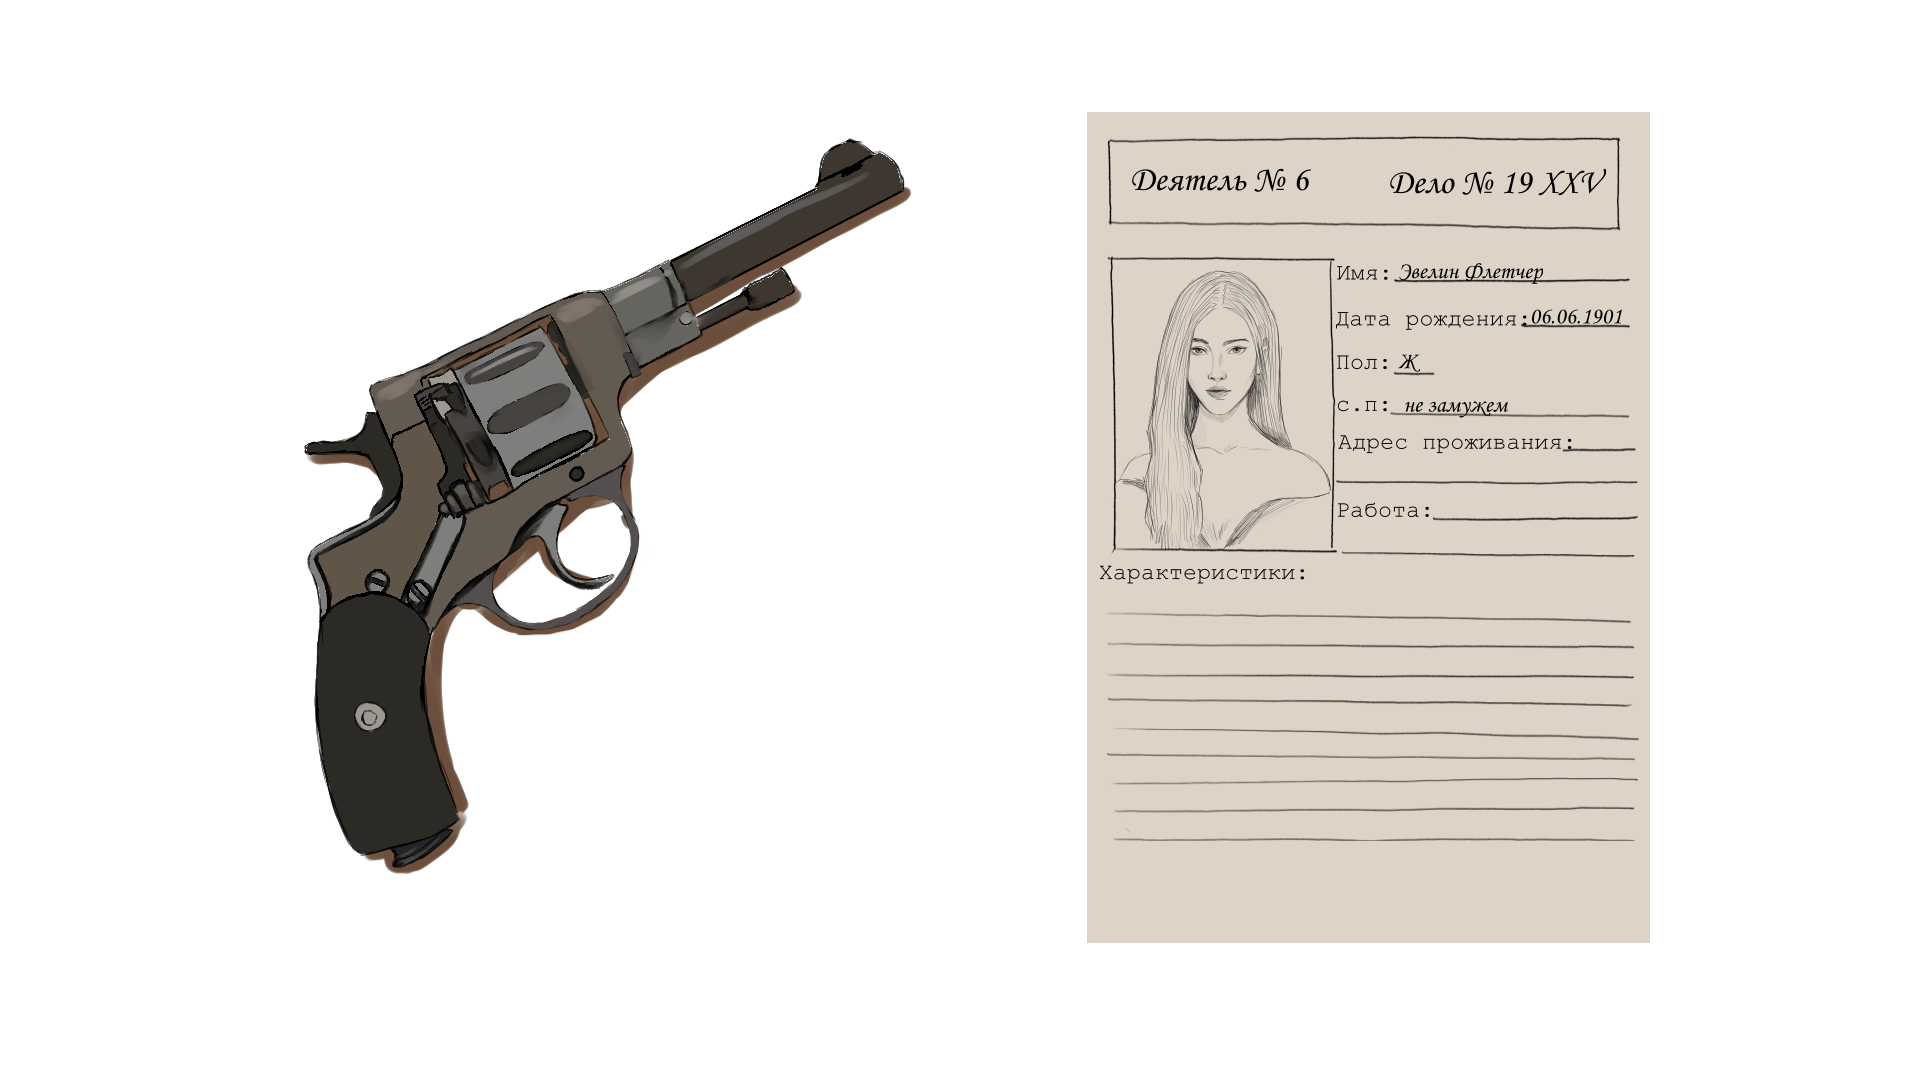 Деятель № 6 Дело № 19 XXV
Имя: Эвелин Флетчер
Дата рождения: 06.06.1901
Пол: Ж
с.п: не замужем
Адрес проживания:
Работа:
Характеристики: